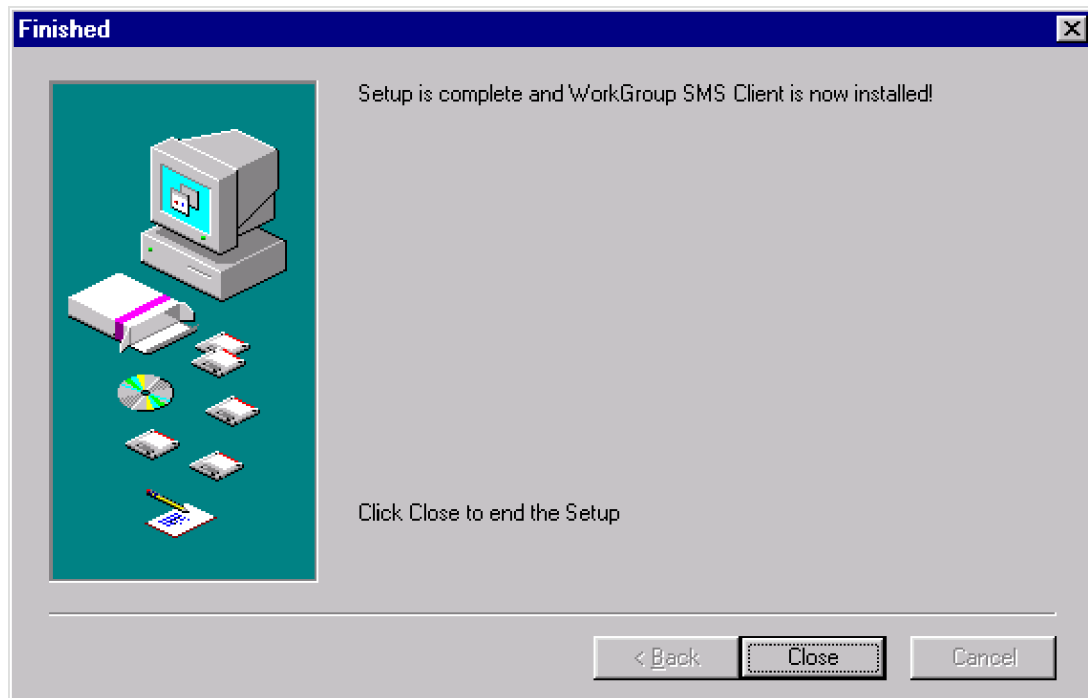 Finished
Setup is complete and WorkGroup SMS Client is now installed!
Click Close to end the Setup
< Back
Close
Cancel